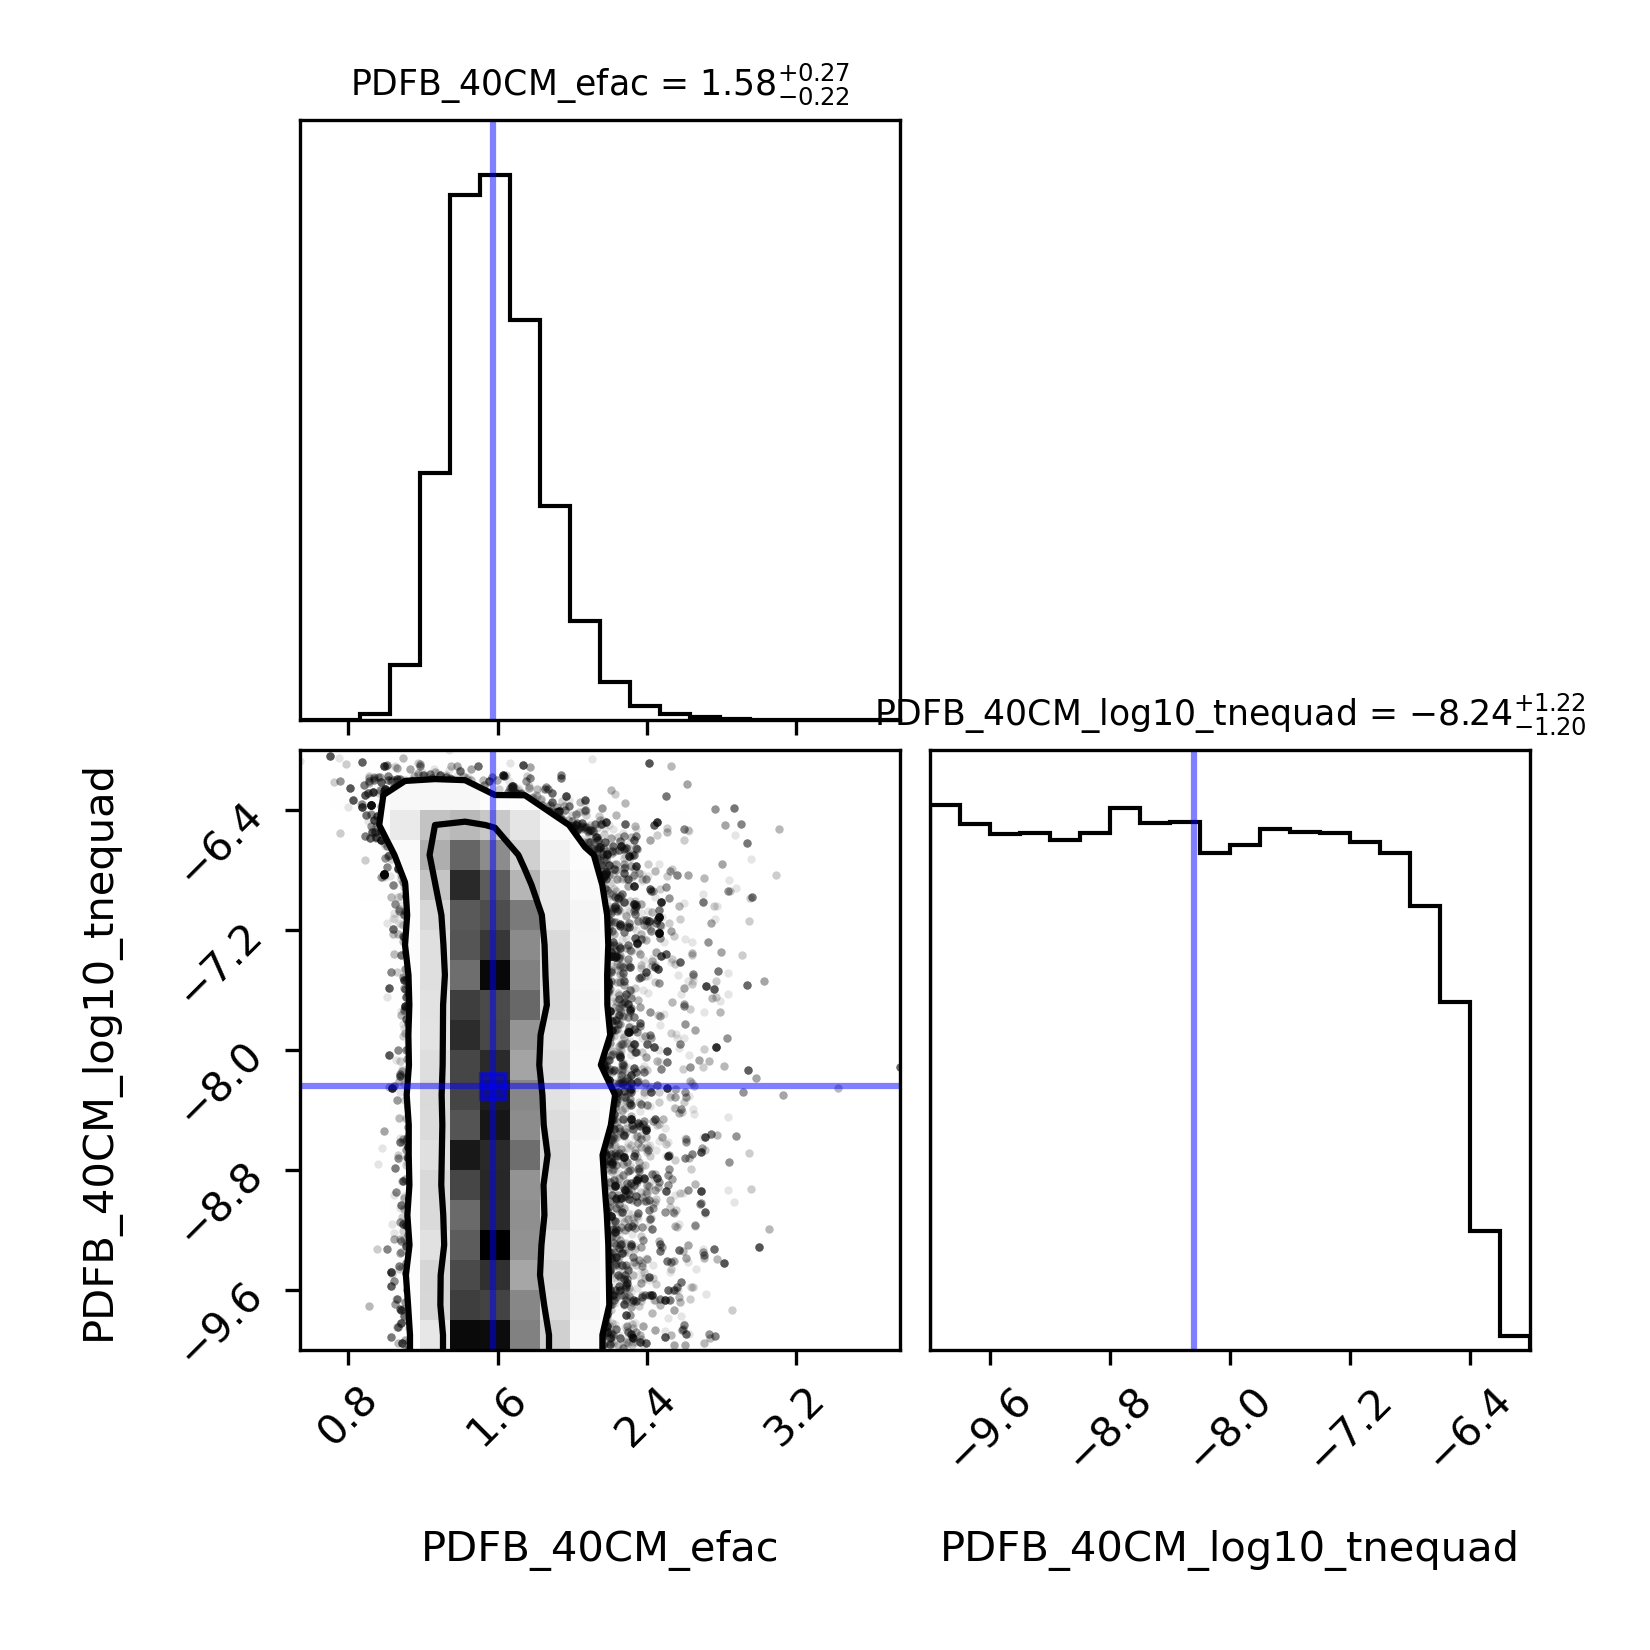 PDFB_40CM_efac = 1.58+0.27 −0.22
PDFB_40CM_log10_tnequad = −8.24+1.22 −1.20
PDFB_40CM_log10_tnequad
−6.4
−7.2
−8.0
−8.8
−9.6
0.8
1.6
2.4
3.2
−9.6
−8.8
−8.0
−7.2
−6.4
PDFB_40CM_efac
PDFB_40CM_log10_tnequad